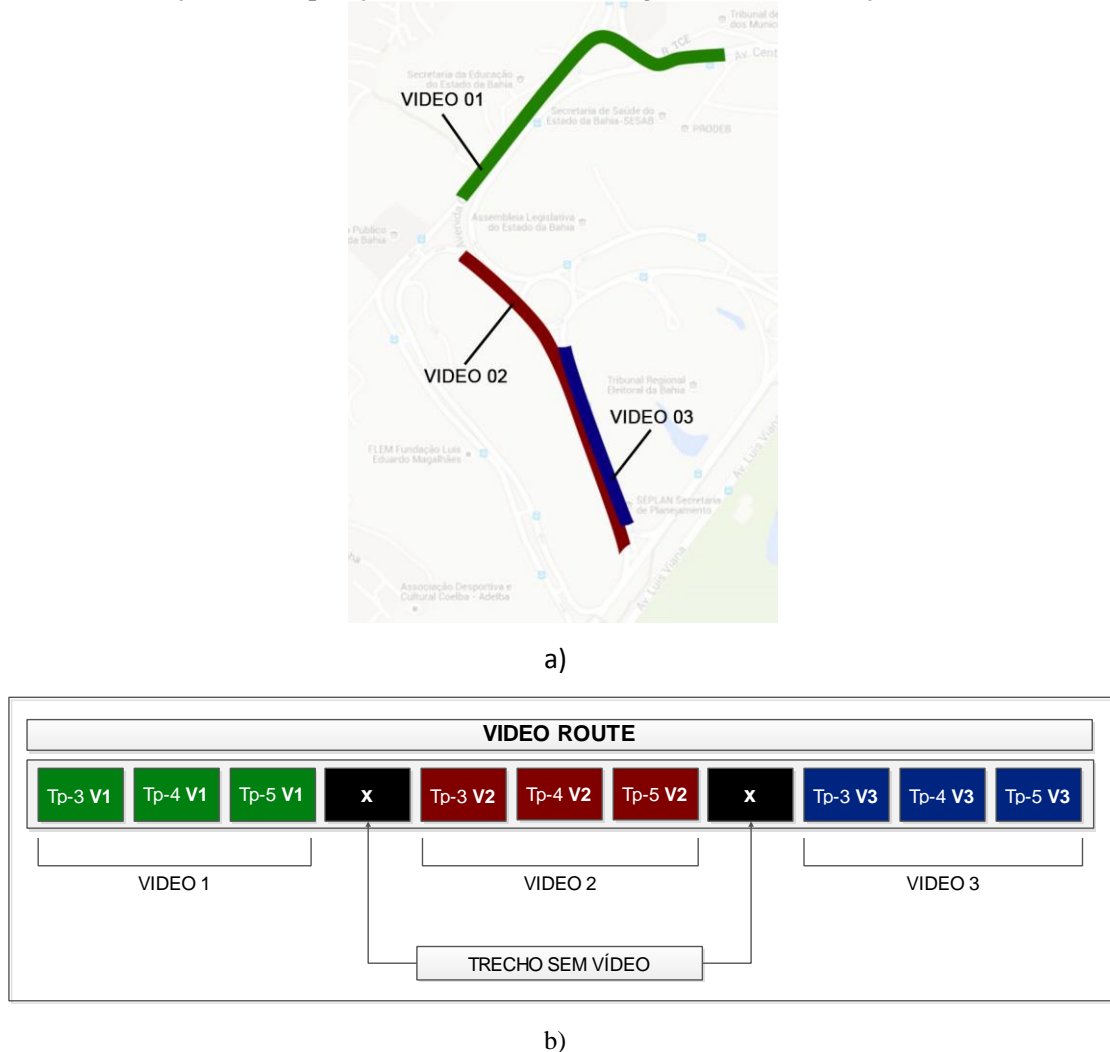 Tribunal de
dos Munic
R. TCE
Av. Cent
Secretaria da Educação
do Estado da Bahia
VIDEO 01
Secretaria de Saúde do
Estado da Bahia-SESAB
PRODEB
Avenida
Assembleia Legislativa
do Estado da Bahia
Publico
da Bahia
VIDEO 02
Tribunal Regional
Eleitoral da Bahia
VIDEO 03
Av. Luís Viana
FLEM Fundação Luis
Eduardo Magalhães
SEPLAN Secretaria
de Planejamento
Associação Desportiva e
Cultural Coelba - Adelba
Av. Luís Viana
a)
VIDEO ROUTE
Tp-3 V1 Tp-4 V1 Tp-5 V1 x Tp-3 V2 Tp-4 V2 Tp-5 V2 x Tp-3 V3 Tp-4 V3 Tp-5 V3
VIDEO 1 VIDEO 2 VIDEO 3
TRECHO SEM VÍDEO
b)